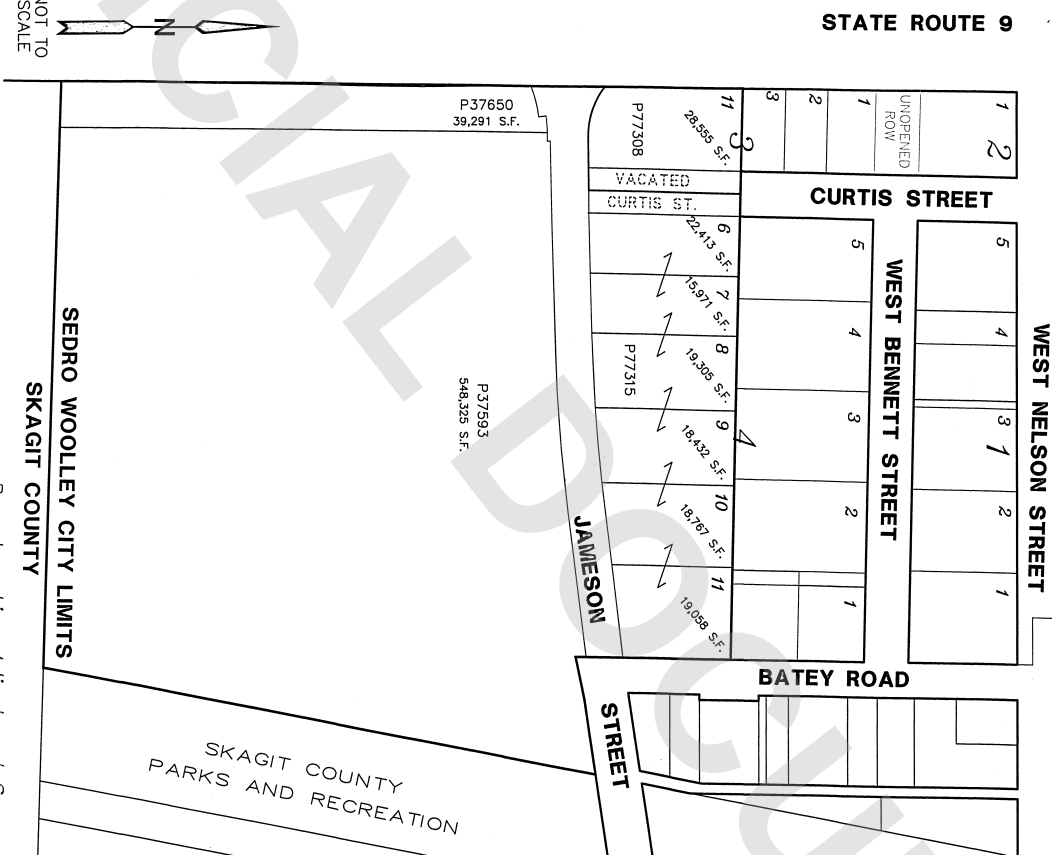 STATE ROUTE 9
NOT TO
SCALE
N
P37650
39,291 S.F.
P77308
11
28,555 S.F.
3
3
2
1
UNOPENED
ROW
1
2
VACATED
CURTIS ST.
CURTIS STREET
6
22,413 S.F.
7
15,971 S.F.
8
19,305 S.F.
P77315
9
18,432 S.F.
10
18,767 S.F.
11
19,058 S.F.
4
5
4
3
2
1
WEST BENNETT STREET
5
4
3
1
2
1
WEST NELSON STREET
P37593
548,325 S.F.
JAMESON
STREET
BATEY ROAD
SEDRO WOOLLEY CITY LIMITS
SKAGIT COUNTY
SKAGIT COUNTY
PARKS AND RECREATION
CIAL DOCU